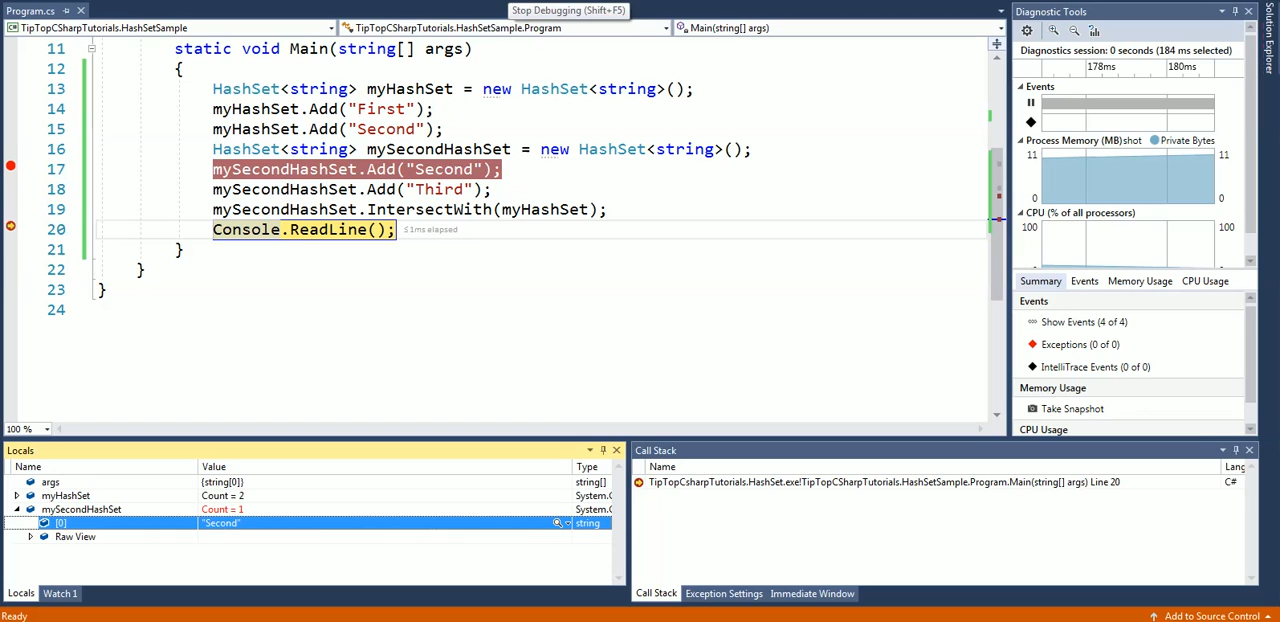 Program.cs
Stop Debugging (Shift+F5)
TipTopCSharpTutorials.HashSetSample
TipTopCSharpTutorials.HashSetSample.Program
Main(string[] args)
11 static void Main(string[] args)
12 {
13 HashSet<string> myHashSet = new HashSet<string>();
14 myHashSet.Add("First");
15 myHashSet.Add("Second");
16 HashSet<string> mySecondHashSet = new HashSet<string>();
17 mySecondHashSet.Add("Second");
18 mySecondHashSet.Add("Third");
19 mySecondHashSet.IntersectWith(myHashSet);
20 Console.ReadLine(); ≤1ms elapsed
21 }
22 }
23 }
24
100 %
Diagnostic Tools
Diagnostics session: 0 seconds (184 ms selected)
178ms 180ms
Events
Process Memory (MB)shot Private Bytes
11 11
0 0
CPU (% of all processors)
100 100
Summary Events Memory Usage CPU Usage
Events
Show Events (4 of 4)
Exceptions (0 of 0)
IntelliTrace Events (0 of 0)
Memory Usage
Take Snapshot
CPU Usage
Solution Explorer
Locals
Name Value Type
args {string[0]} string[]
myHashSet Count = 2 System.C
mySecondHashSet Count = 1 System.C
[0] "Second" string
Raw View
Locals Watch 1
Call Stack
Name Lang
TipTopCSharpTutorials.HashSet.exe!TipTopCSharpTutorials.HashSetSample.Program.Main(string[] args) Line 20 C#
Call Stack Exception Settings Immediate Window
Ready
Add to Source Control